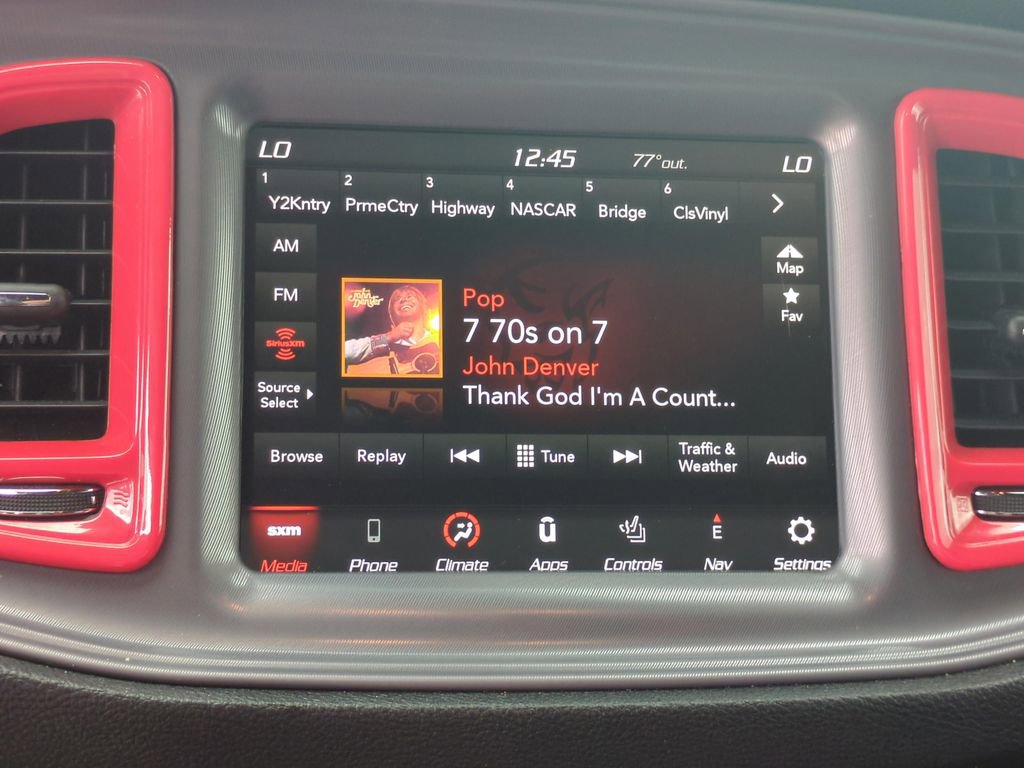 LO 12:45 77°out. LO
1 2 3 4 5 6
Y2Kntry PrmeCtry Highway NASCAR Bridge ClsVinyl
AM
Map
FM
Fav
SiriusXM
Source
Select
John
Denver
Pop
7 70s on 7
John Denver
Thank God I'm A Count...
Browse Replay Tune Traffic &
Weather Audio
sxm
E
Media Phone Climate Apps Controls Nav Settings